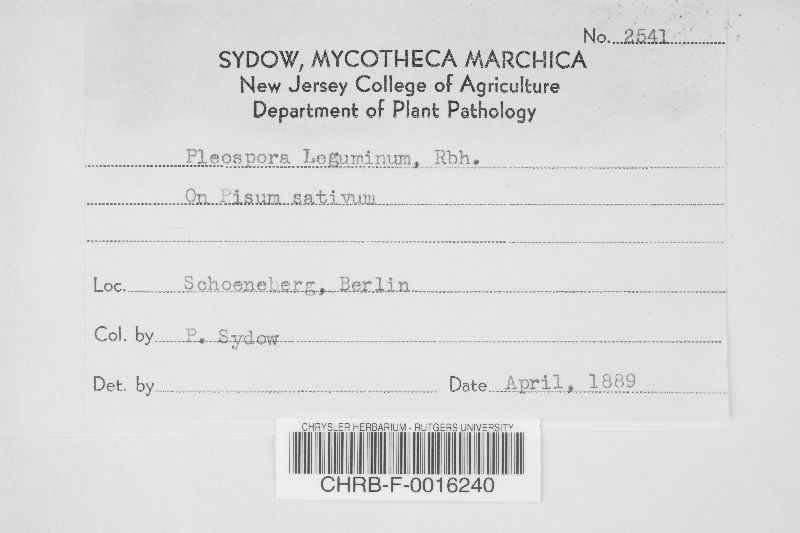 No. 2541
SYDOW, MYCOTHECA MARCHICA
New Jersey College of Agriculture
Department of Plant Pathology
Pleospora Leguminum, Rbh.
On Pisum sativum
Loc. Schoeneberg, Berlin
Col. by P. Sydow
Det. by
Date April, 1889
CHRYSLER HERBARIUM - RUTGERS UNIVERSITY
CHRB-F-0016240